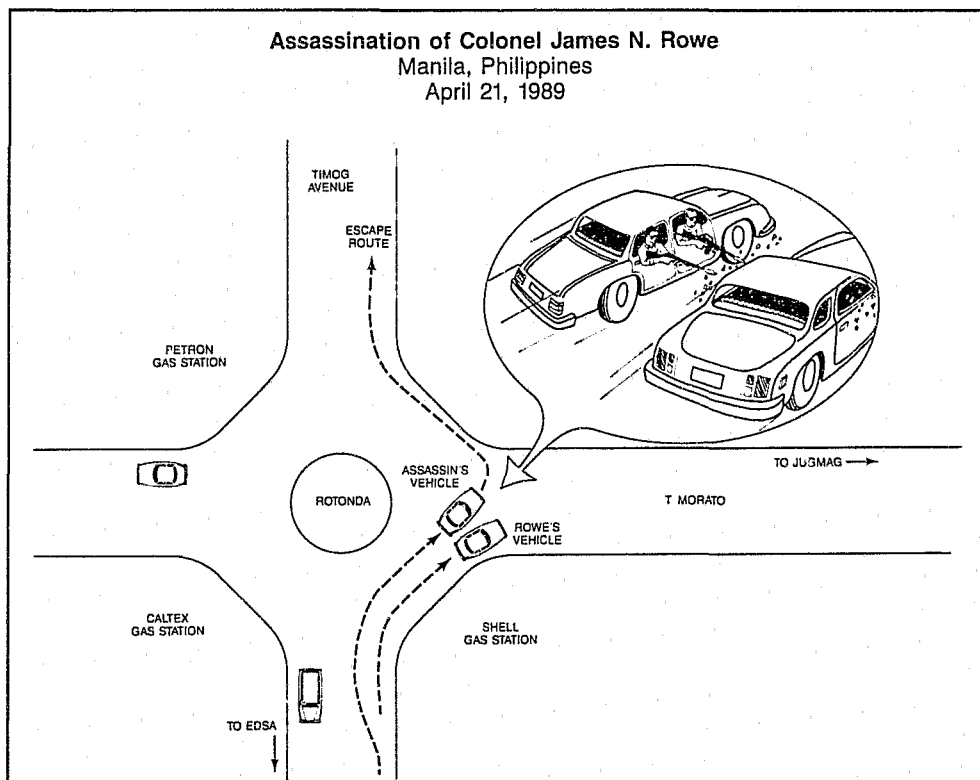 Assassination of Colonel James N. Rowe
Manila, Philippines
April 21, 1989
TIMOG
AVENUE
ESCAPE
ROUTE
PETRON
GAS STATION
TO JUSMAG
ASSASSIN'S
VEHICLE
ROTONDA
T MORATO
ROWE'S
VEHICLE
CALTEX
GAS STATION
SHELL
GAS STATION
TO EDSA